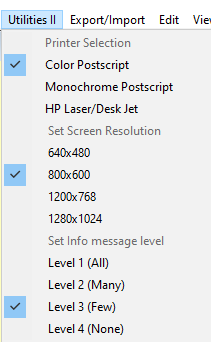 Utilities II Export/Import Edit View
Printer Selection
Color Postscript
Monochrome Postscript
HP Laser/Desk Jet
Set Screen Resolution
640x480
800x600
1200x768
1280x1024
Set Info message level
Level 1 (All)
Level 2 (Many)
Level 3 (Few)
Level 4 (None)